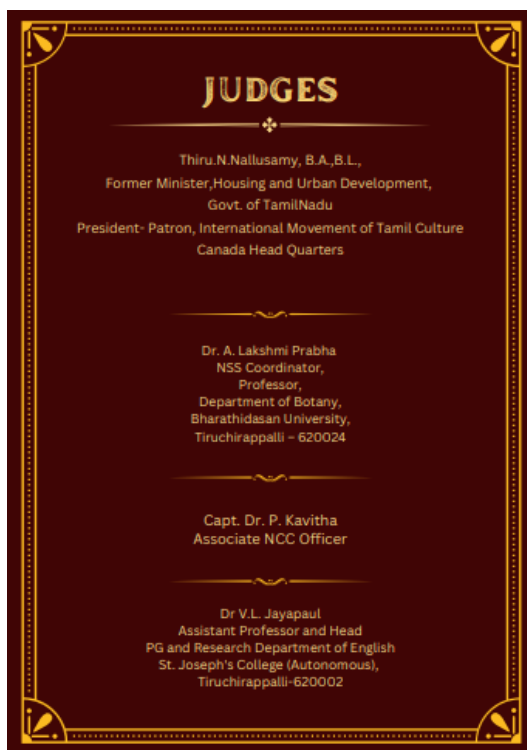 JUDGES
Thiru.N.Nallusamy, B.A.,B.L.,
Former Minister,Housing and Urban Development,
Govt. of TamilNadu
President- Patron, International Movement of Tamil Culture
Canada Head Quarters
Dr. A. Lakshmi Prabha
NSS Coordinator,
Professor,
Department of Botany,
Bharathidasan University,
Tiruchirappalli – 620024
Capt. Dr. P. Kavitha
Associate NCC Officer
Dr V.L. Jayapaul
Assistant Professor and Head
PG and Research Department of English
St. Joseph's College (Autonomous),
Tiruchirappalli-620002